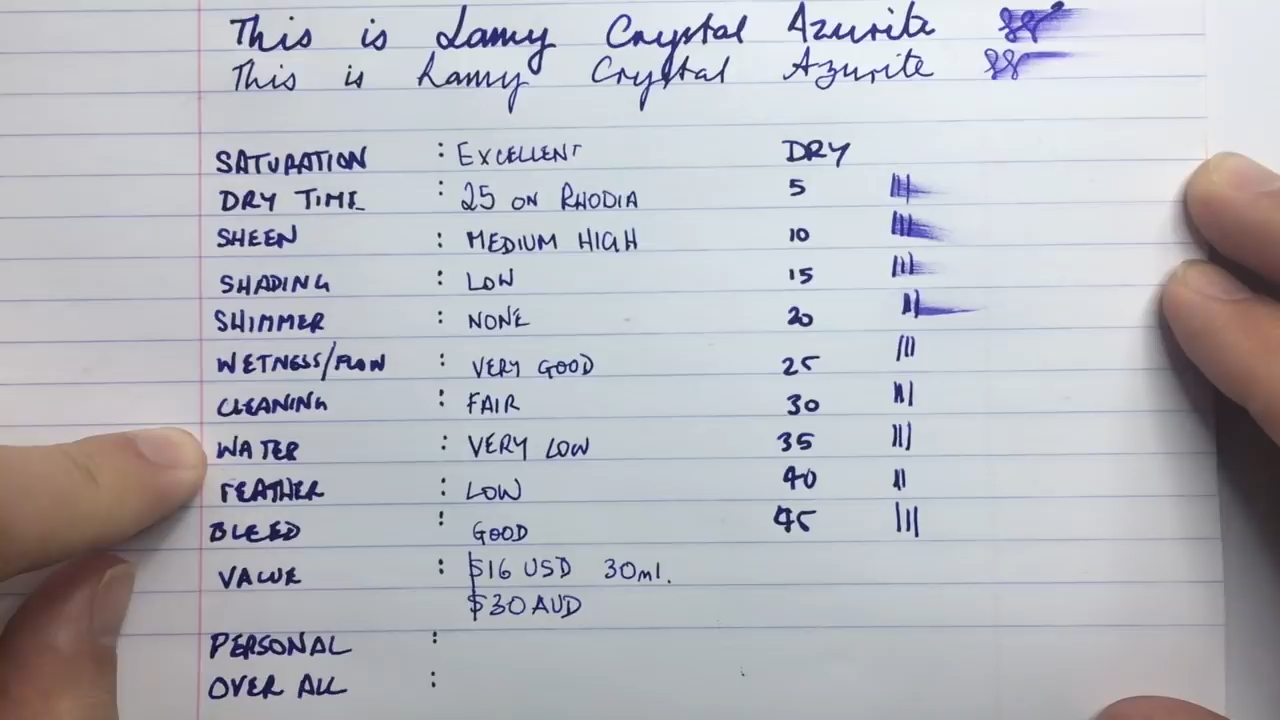 This is Lamy Crystal Azurite
This is Lamy Crystal Azurite
SATURATION : EXCELLENT DRY
DRY TIME : 25 ON RHODIA 5
SHEEN : MEDIUM HIGH 10
SHADING : LOW 15
SHIMMER : NONE 20
WETNESS/FLOW : VERY GOOD 25
CLEANING : FAIR 30
WATER : VERY LOW 35
FEATHER : LOW 40
BLEED : GOOD 45
VALUE : $16 USD 30ml.
$30 AUD
PERSONAL :
OVER ALL :